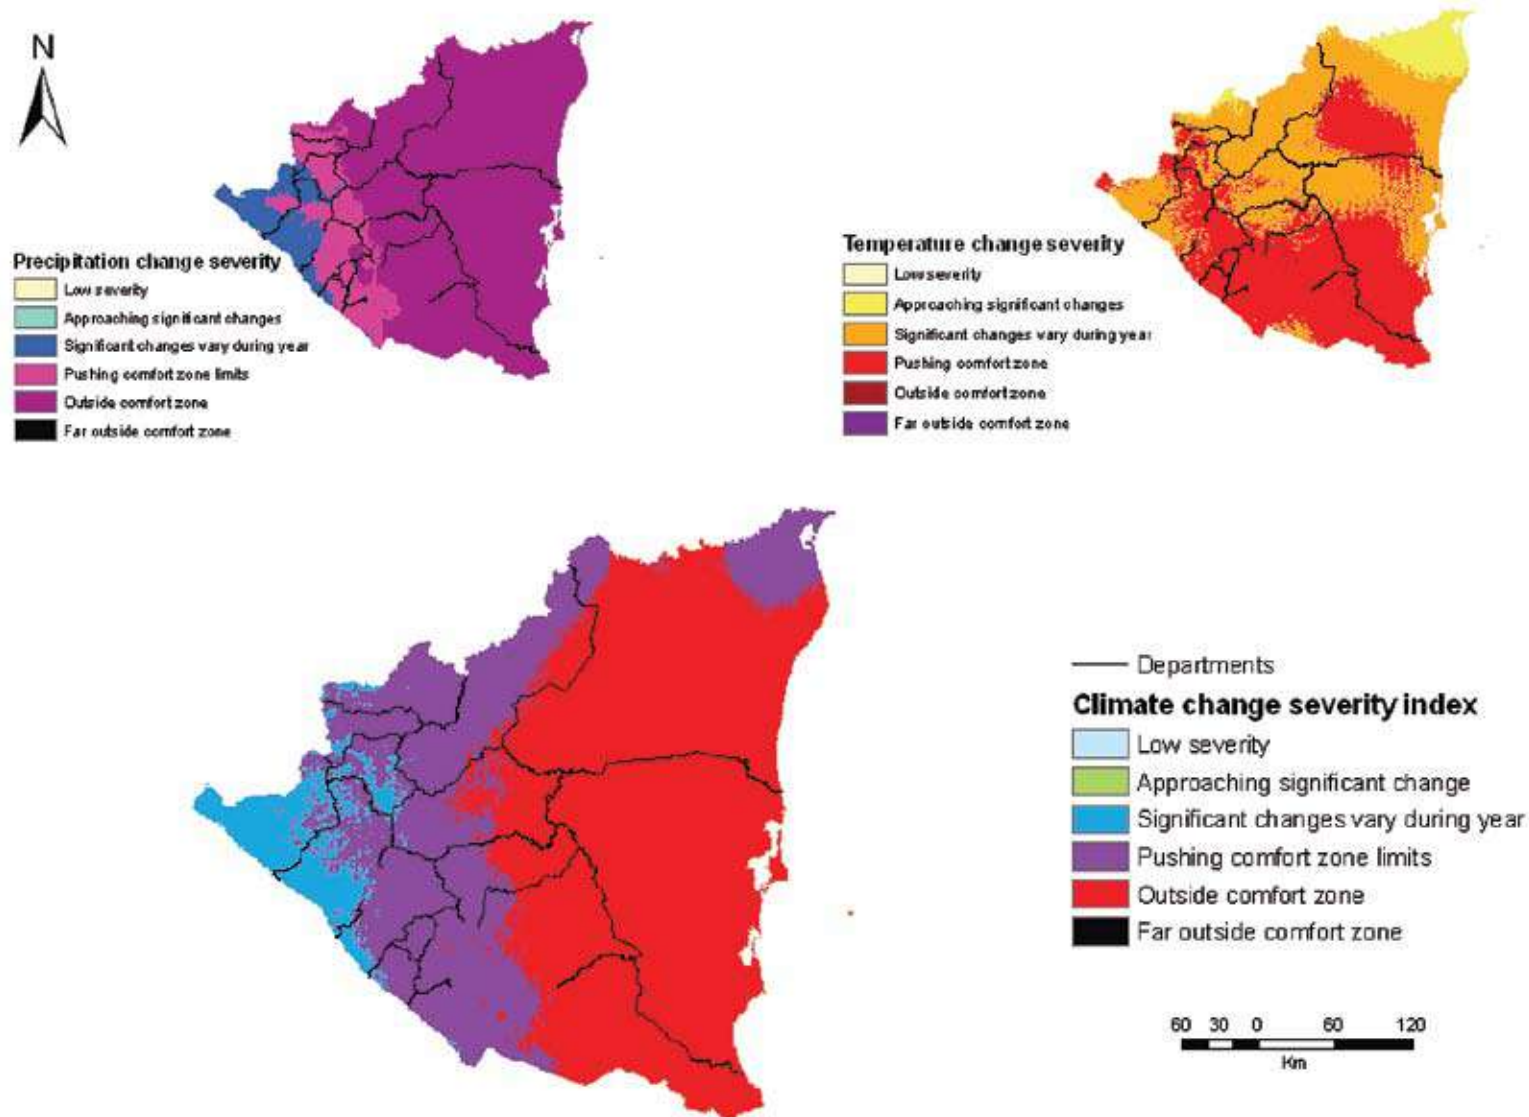 N
Precipitation change severity
Low severity
Approaching significant changes
Significant changes vary during year
Pushing comfort zone limits
Outside comfort zone
Far outside comfort zone
Temperature change severity
Low severity
Approaching significant changes
Significant changes vary during year
Pushing comfort zone
Outside comfort zone
Far outside comfort zone
Departments
Climate change severity index
Low severity
Approaching significant change
Significant changes vary during year
Pushing comfort zone limits
Outside comfort zone
Far outside comfort zone
60 30 0 60 120
Km